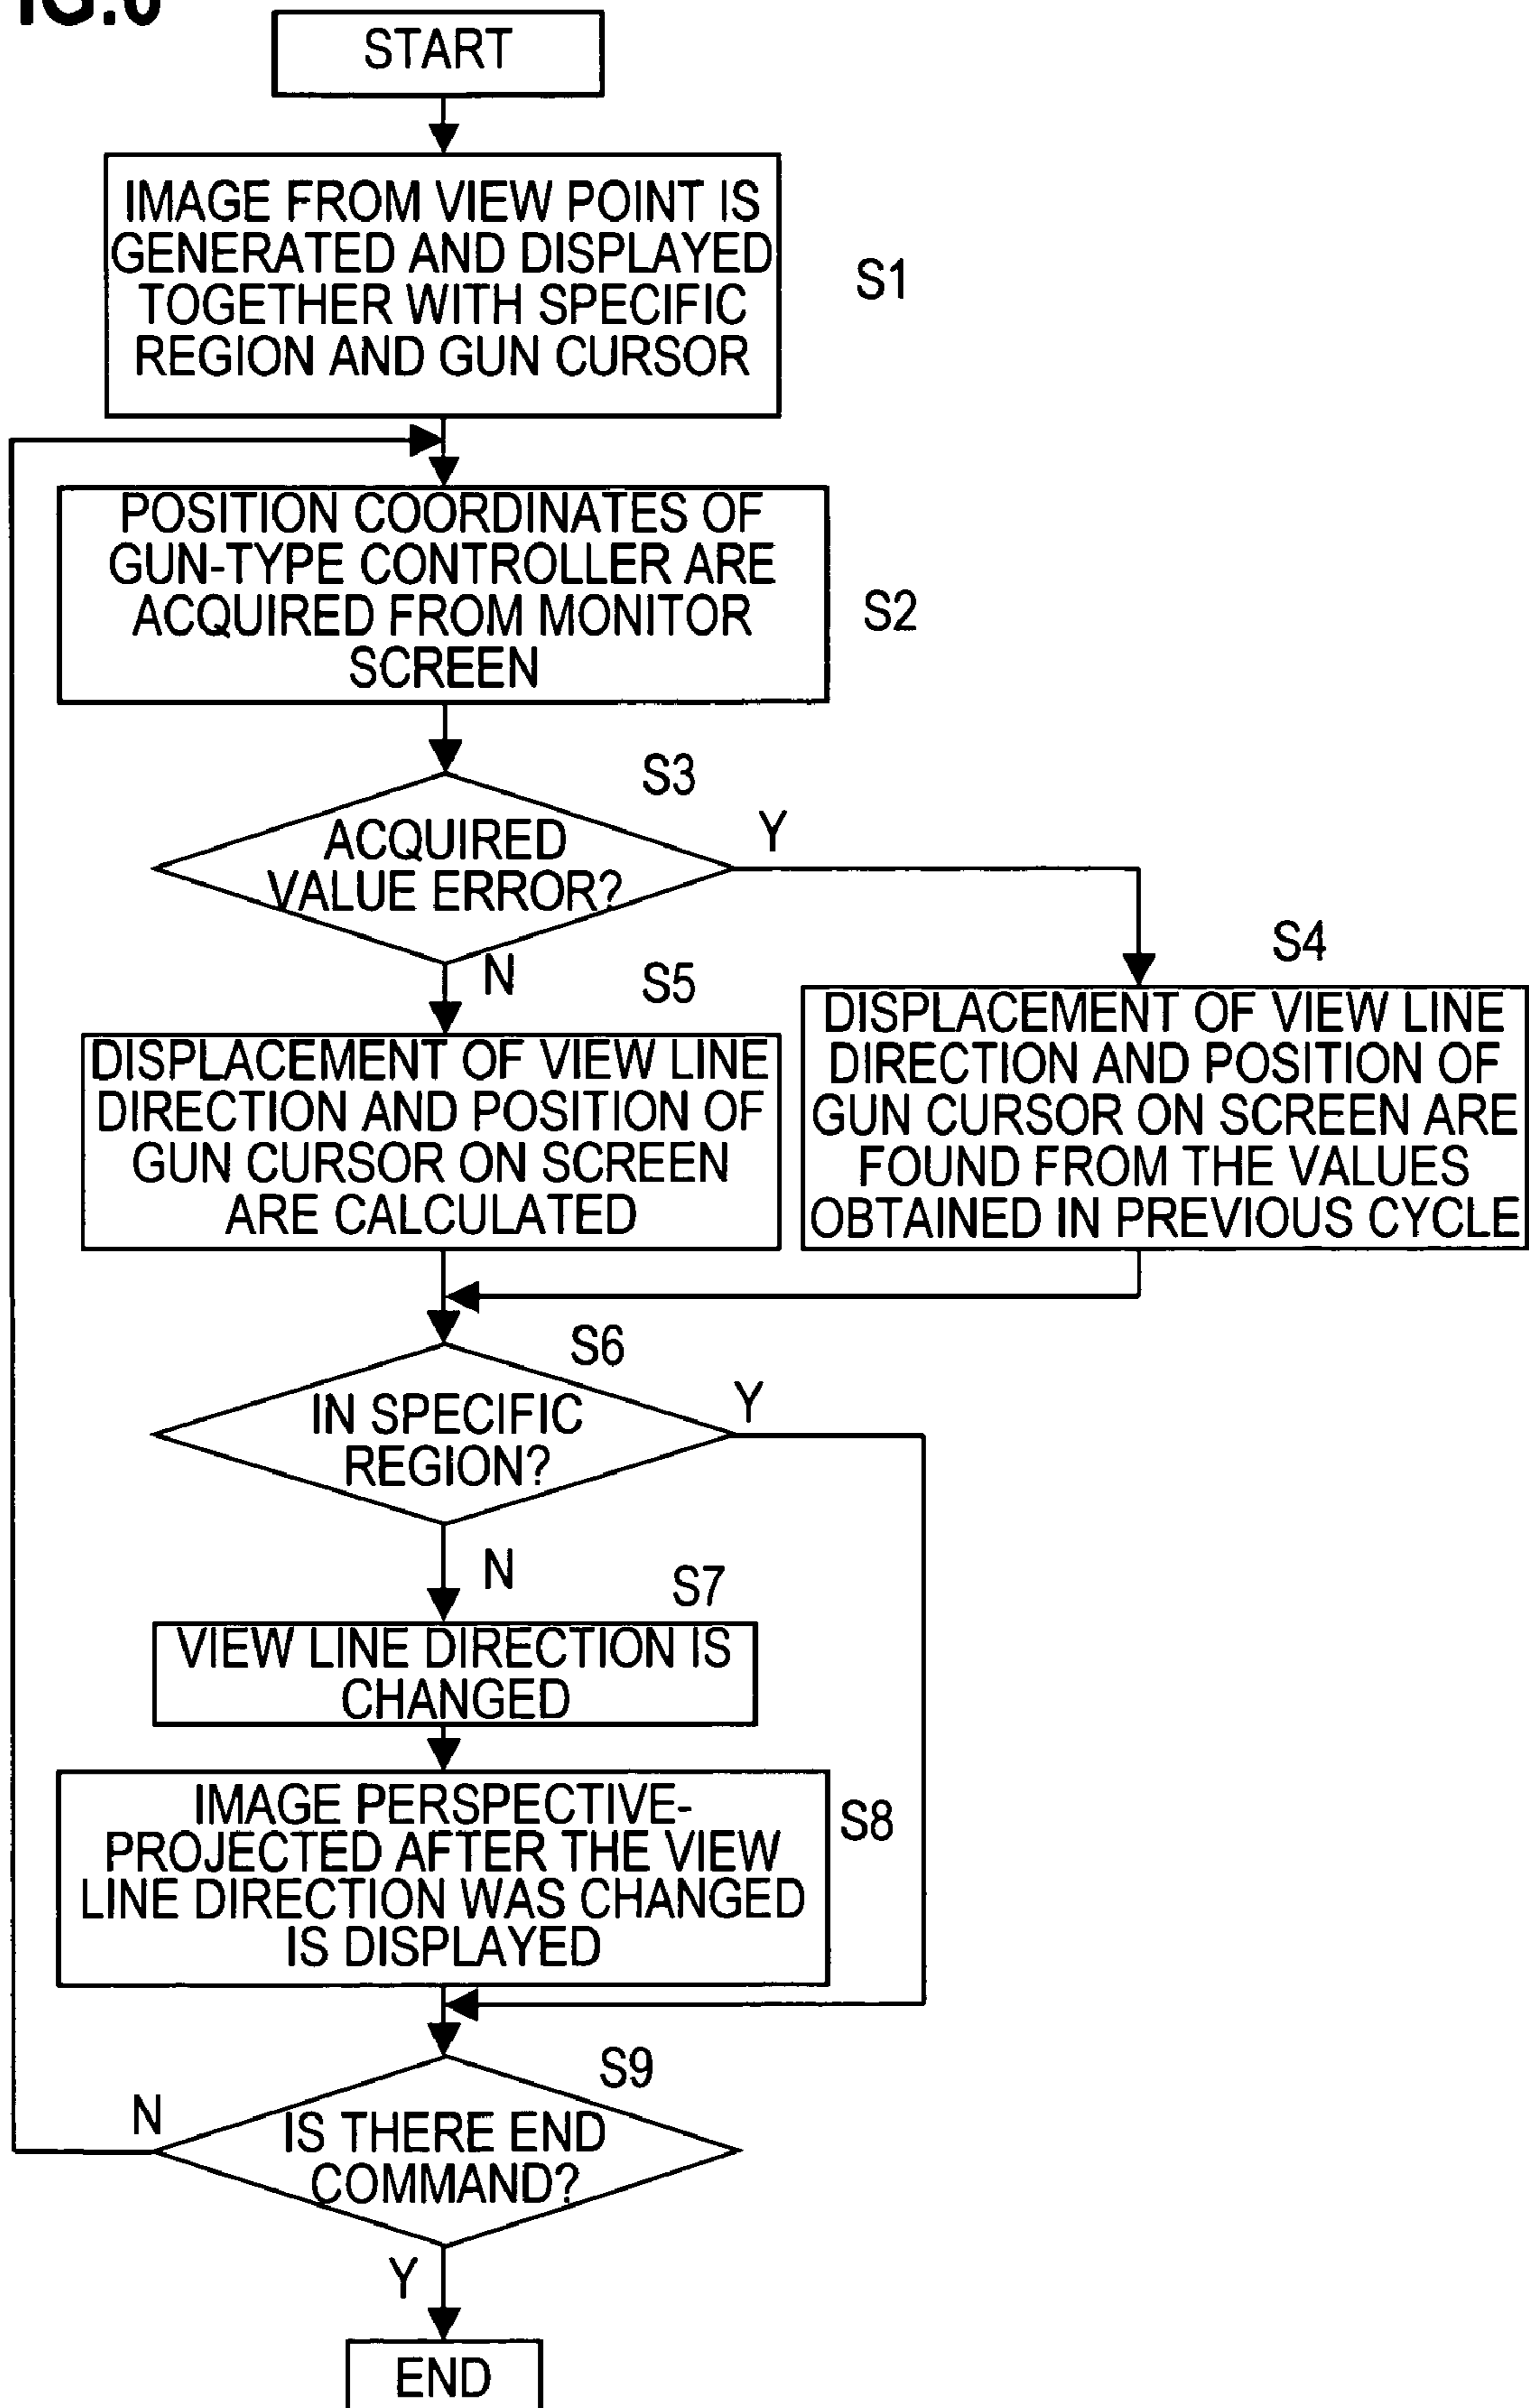 START
IMAGE FROM VIEW POINT IS
GENERATED AND DISPLAYED
TOGETHER WITH SPECIFIC
REGION AND GUN CURSOR
S1
POSITION COORDINATES OF
GUN-TYPE CONTROLLER ARE
ACQUIRED FROM MONITOR
SCREEN
S2
S3
ACQUIRED
VALUE ERROR?
Y
N
S4
DISPLACEMENT OF VIEW LINE
DIRECTION AND POSITION OF
GUN CURSOR ON SCREEN ARE
FOUND FROM THE VALUES
OBTAINED IN PREVIOUS CYCLE
S5
DISPLACEMENT OF VIEW LINE
DIRECTION AND POSITION OF
GUN CURSOR ON SCREEN
ARE CALCULATED
S6
IN SPECIFIC
REGION?
Y
N
S7
VIEW LINE DIRECTION IS
CHANGED
IMAGE PERSPECTIVE-
PROJECTED AFTER THE VIEW
LINE DIRECTION WAS CHANGED
IS DISPLAYED
S8
S9
N
IS THERE END
COMMAND?
Y
END